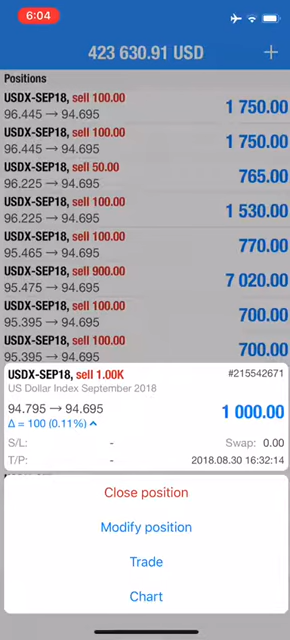 6:04
423 630.91 USD
Positions
USDX-SEP18, sell 100.00
96.445 → 94.695
1 750.00
USDX-SEP18, sell 100.00
96.445 → 94.695
1 750.00
USDX-SEP18, sell 50.00
96.225 → 94.695
765.00
USDX-SEP18, sell 100.00
96.225 → 94.695
1 530.00
USDX-SEP18, sell 100.00
95.465 → 94.695
770.00
USDX-SEP18, sell 900.00
95.475 → 94.695
7 020.00
USDX-SEP18, sell 100.00
95.395 → 94.695
700.00
USDX-SEP18, sell 100.00
95.395 → 94.695
700.00
USDX-SEP18, sell 1.00K
#215542671
US Dollar Index September 2018
94.795 → 94.695
1 000.00
Δ = 100 (0.11%)
S/L: -
Swap: 0.00
T/P: -
2018.08.30 16:32:14
Close position
Modify position
Trade
Chart